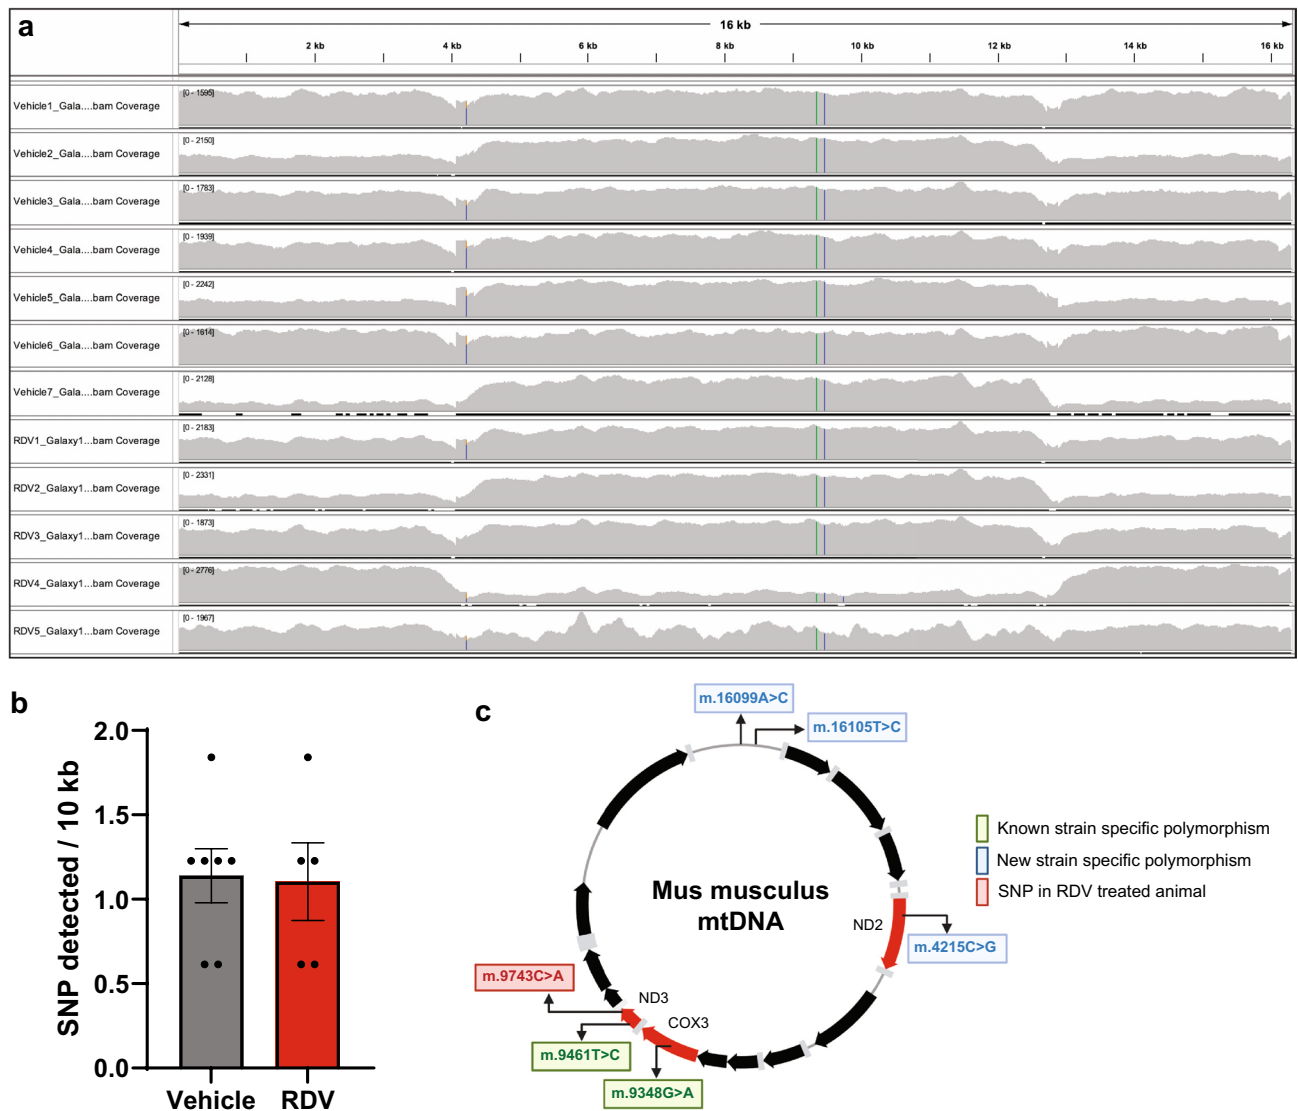 a
16 kb
2 kb 4 kb 6 kb 8 kb 10 kb 12 kb 14 kb 16 kb
Vehicle1_Gala....bam Coverage [0 - 1595]
Vehicle2_Gala....bam Coverage [0 - 2150]
Vehicle3_Gala....bam Coverage [0 - 1783]
Vehicle4_Gala....bam Coverage [0 - 1939]
Vehicle5_Gala....bam Coverage [0 - 2242]
Vehicle6_Gala....bam Coverage [0 - 1614]
Vehicle7_Gala....bam Coverage [0 - 2128]
RDV1_Galaxy1...bam Coverage [0 - 2183]
RDV2_Galaxy1...bam Coverage [0 - 2331]
RDV3_Galaxy1...bam Coverage [0 - 1873]
RDV4_Galaxy1...bam Coverage [0 - 2776]
RDV5_Galaxy1...bam Coverage [0 - 1967]
b
SNP detected / 10 kb
2.0
1.5
1.0
0.5
0.0
Vehicle RDV
c
m.16099A>C
m.16105T>C
Mus musculus
mtDNA
ND2
m.4215C>G
m.9743C>A
ND3
COX3
m.9461T>C
m.9348G>A
Known strain specific polymorphism
New strain specific polymorphism
SNP in RDV treated animal